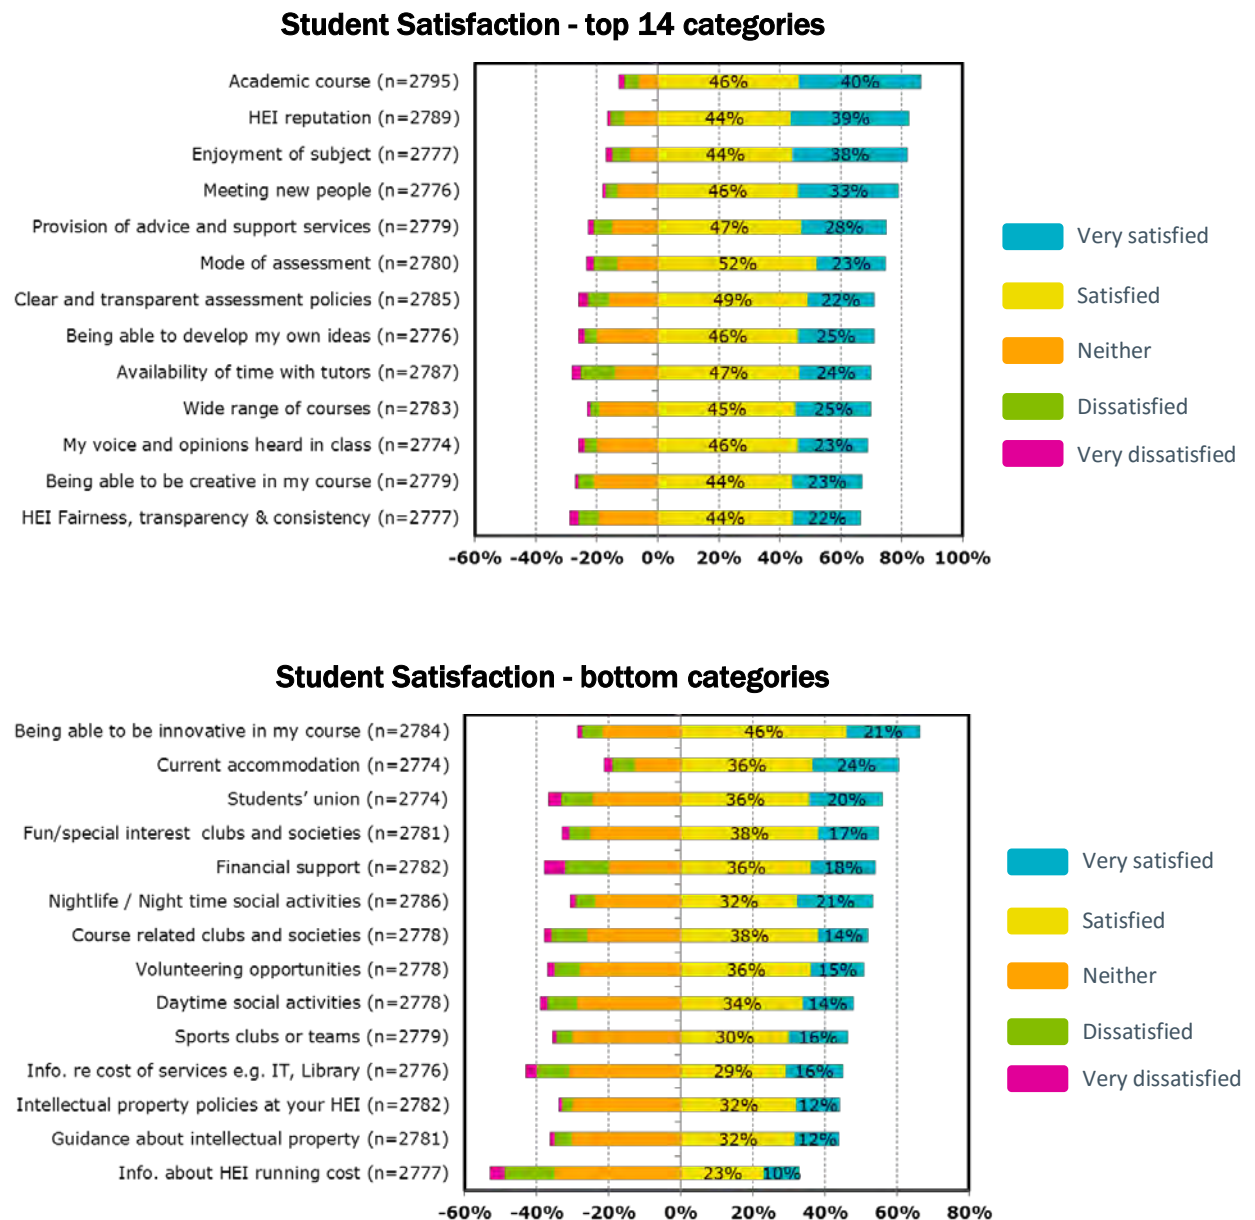 Student Satisfaction - top 14 categories
Academic course (n=2795) 46% 40%
HEI reputation (n=2789) 44% 39%
Enjoyment of subject (n=2777) 44% 38%
Meeting new people (n=2776) 46% 33%
Provision of advice and support services (n=2779) 47% 28%
Mode of assessment (n=2780) 52% 23%
Clear and transparent assessment policies (n=2785) 49% 22%
Being able to develop my own ideas (n=2776) 46% 25%
Availability of time with tutors (n=2787) 47% 24%
Wide range of courses (n=2783) 45% 25%
My voice and opinions heard in class (n=2774) 46% 23%
Being able to be creative in my course (n=2779) 44% 23%
HEI Fairness, transparency & consistency (n=2777) 44% 22%
-60% -40% -20% 0% 20% 40% 60% 80% 100%
Very satisfied
Satisfied
Neither
Dissatisfied
Very dissatisfied
Student Satisfaction - bottom categories
Being able to be innovative in my course (n=2784) 46% 21%
Current accommodation (n=2774) 36% 24%
Students’ union (n=2774) 36% 20%
Fun/special interest clubs and societies (n=2781) 38% 17%
Financial support (n=2782) 36% 18%
Nightlife / Night time social activities (n=2786) 32% 21%
Course related clubs and societies (n=2778) 38% 14%
Volunteering opportunities (n=2778) 36% 15%
Daytime social activities (n=2778) 34% 14%
Sports clubs or teams (n=2779) 30% 16%
Info. re cost of services e.g. IT, Library (n=2776) 29% 16%
Intellectual property policies at your HEI (n=2782) 32% 12%
Guidance about intellectual property (n=2781) 32% 12%
Info. about HEI running cost (n=2777) 23% 10%
-60% -40% -20% 0% 20% 40% 60% 80%
Very satisfied
Satisfied
Neither
Dissatisfied
Very dissatisfied